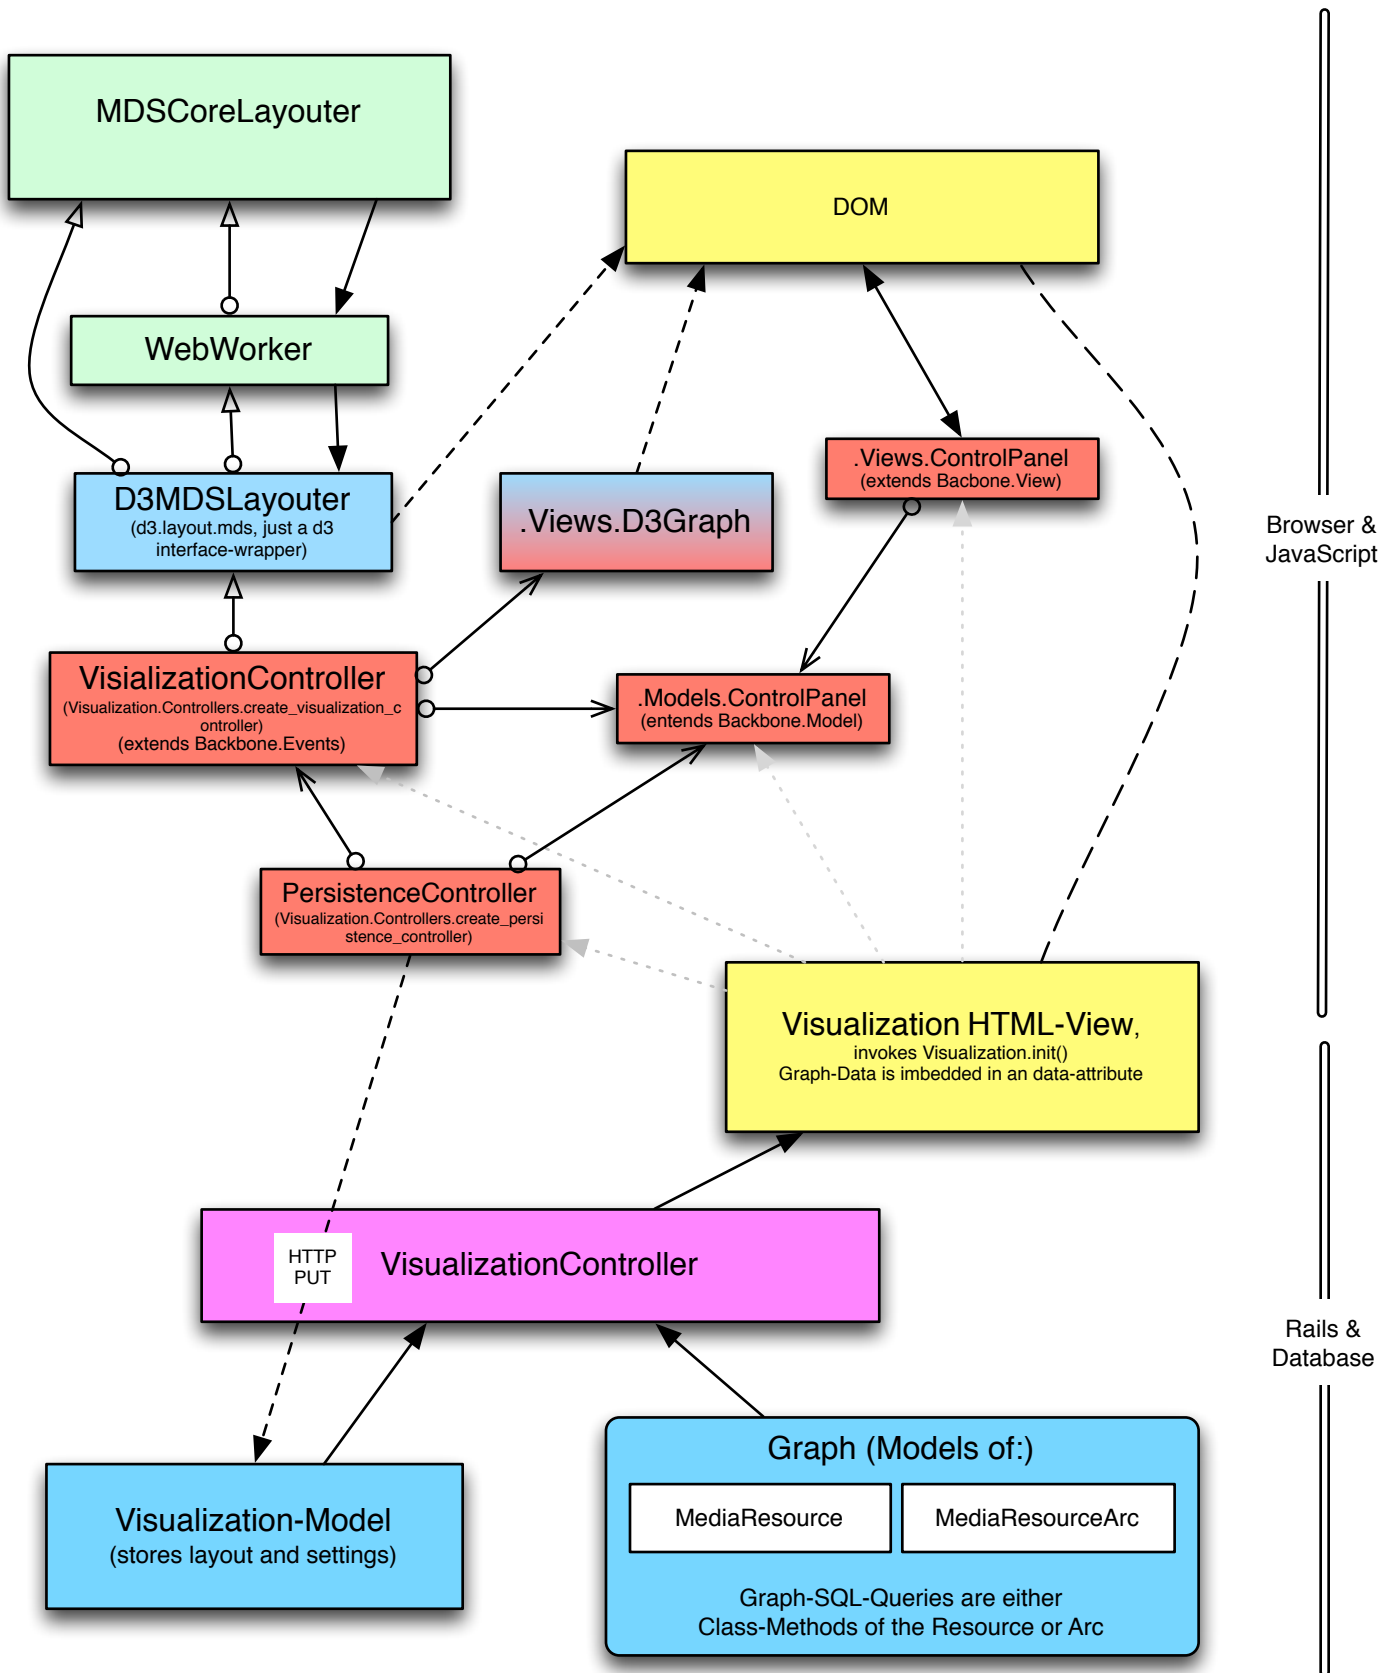 MDSCoreLayouter
DOM
WebWorker
.Views.ControlPanel
(extends Bacbone.View)
D3MDSLayouter
(d3.layout.mds, just a d3
interface-wrapper)
.Views.D3Graph
Browser &
JavaScript
VisializationController
(Visualization.Controllers.create_visualization_c
ontroller)
(extends Backbone.Events)
.Models.ControlPanel
(entends Backbone.Model)
PersistenceController
(Visualization.Controllers.create_persi
stence_controller)
Visualization HTML-View,
invokes Visualization.init()
Graph-Data is imbedded in an data-attribute
HTTP
PUT
VisualizationController
Rails &
Database
Graph (Models of:)
MediaResource
MediaResourceArc
Graph-SQL-Queries are either
Class-Methods of the Resource or Arc
Visualization-Model
(stores layout and settings)